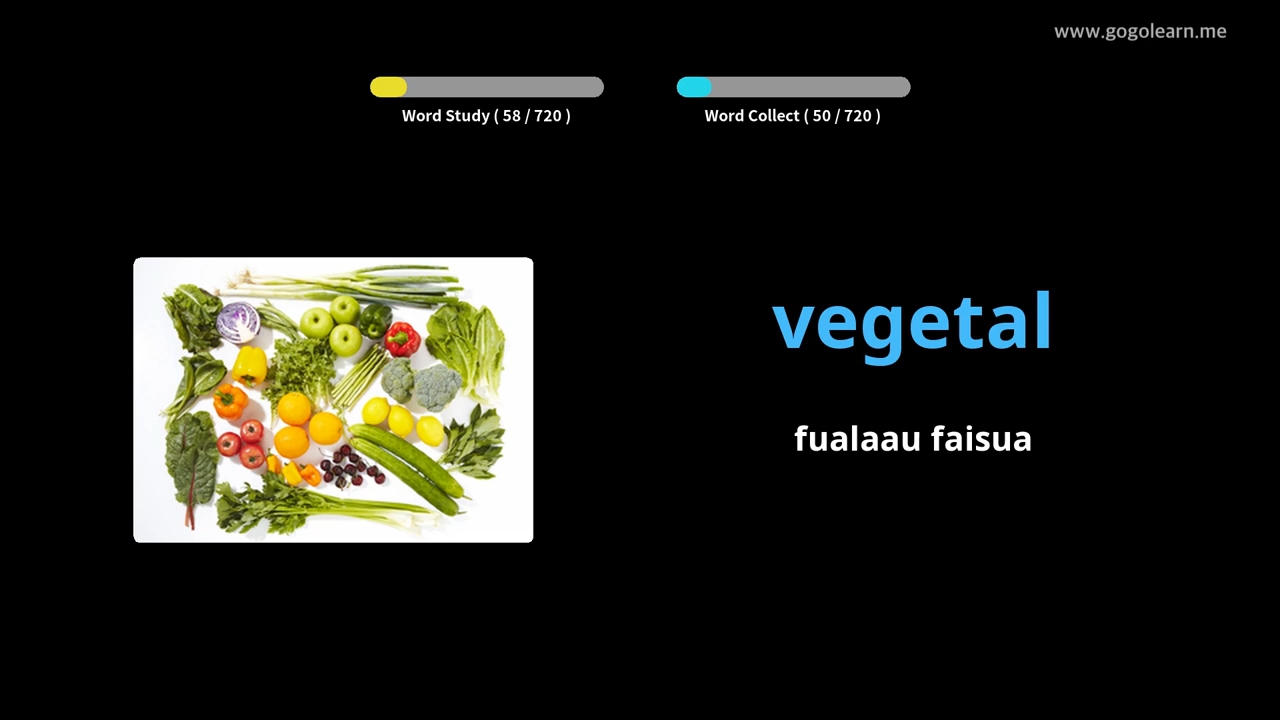 www.gogolearn.me
Word Study ( 58 / 720 )
Word Collect ( 50 / 720 )
vegetal
fualaau faisua